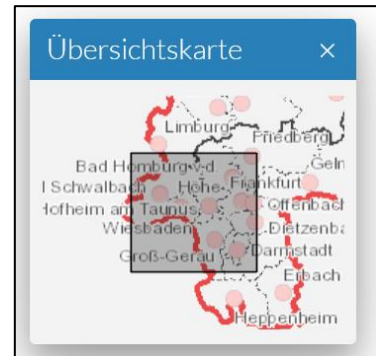 Übersichtskarte ×
Limburg
Friedberg
Bad Homburg v.d.
Geln
l Schwalbach
Höhe
Frankfurt
Hofheim am Taunus
Offenbach
Wiesbaden
Dietzenba
Groß-Gerau
Darmstadt
Erbach
Heppenheim